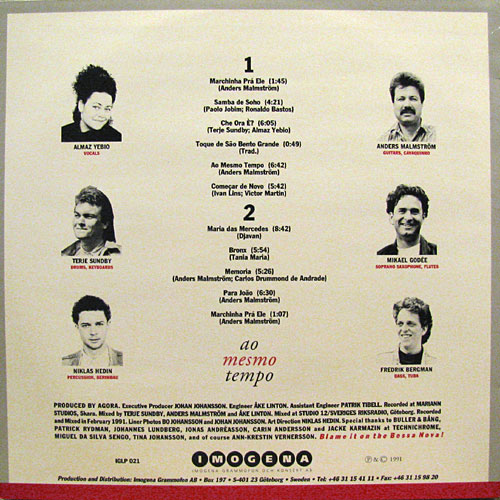 1
Marchinha Prá Ele (1:45)
(Anders Malmström)
Samba de Soho (4:21)
(Paolo Jobim; Ronaldo Bastos)
Che Ora È? (6:05)
(Terje Sundby; Almaz Yebio)
Toque de São Bento Grande (0:49)
(Trad.)
Ao Mesmo Tempo (6:42)
(Anders Malmström)
Começar de Novo (5:42)
(Ivan Lins; Victor Martin)
2
Maria das Mercedes (8:42)
(Djavan)
Bronx (5:54)
(Tania Maria)
Memoria (5:26)
(Anders Malmström; Carlos Drummond de Andrade)
Para João (6:30)
(Anders Malmström)
Marchinha Prá Ele (1:07)
(Anders Malmström)
ALMAZ YEBIO
VOCALS
ANDERS MALMSTRÖM
GUITARS, CAVAQUINHO
TERJE SUNDBY
DRUMS, KEYBOARDS
MIKAEL GODÉE
SOPRANO SAXOPHONE, FLUTES
NIKLAS HEDIN
PERCUSSION, BERIMBAU
FREDRIK BERGMAN
BASS, TUBA
ao
mesmo
tempo
PRODUCED BY AGORA. Executive Producer JOHAN JOHANSSON. Engineer ÅKE LINTON. Assistent Engineer PATRIK TIBELL. Recorded at MARIANN
STUDIOS, Skara. Mixed by TERJE SUNDBY, ANDERS MALMSTRÖM and ÅKE LINTON. Mixed at STUDIO 12/SVERIGES RIKSRADIO, Göteborg. Recorded
and Mixed in February 1991. Liner Photos BO JOHANSSON and JOHAN JOHANSSON. Art Direction NIKLAS HEDIN. Special thanks to BULLER & BÅNG,
PATRICK RYDMAN, JOHANNES LUNDBERG, JONAS ANDRÉASSON, CARIN ANDERSSON and JACKE KARMAZIN at TECHNICHROME,
MIGUEL DA SILVA SENGO, TINA JOHANSSON, and of course ANN-KRESTIN VERNERSSON. Blame it on the Bossa Nova!
IGLP 021
IMOGENA
IMOGENA GRAMMOFON OCH KONZERT AB
Ⓟ & © 1991
Production and Distribution: Imogena Grammofon AB • Box 197 • S-401 23 Göteborg • Sweden • Tel: +46 31 15 41 11 • Fax: +46 31 15 98 20